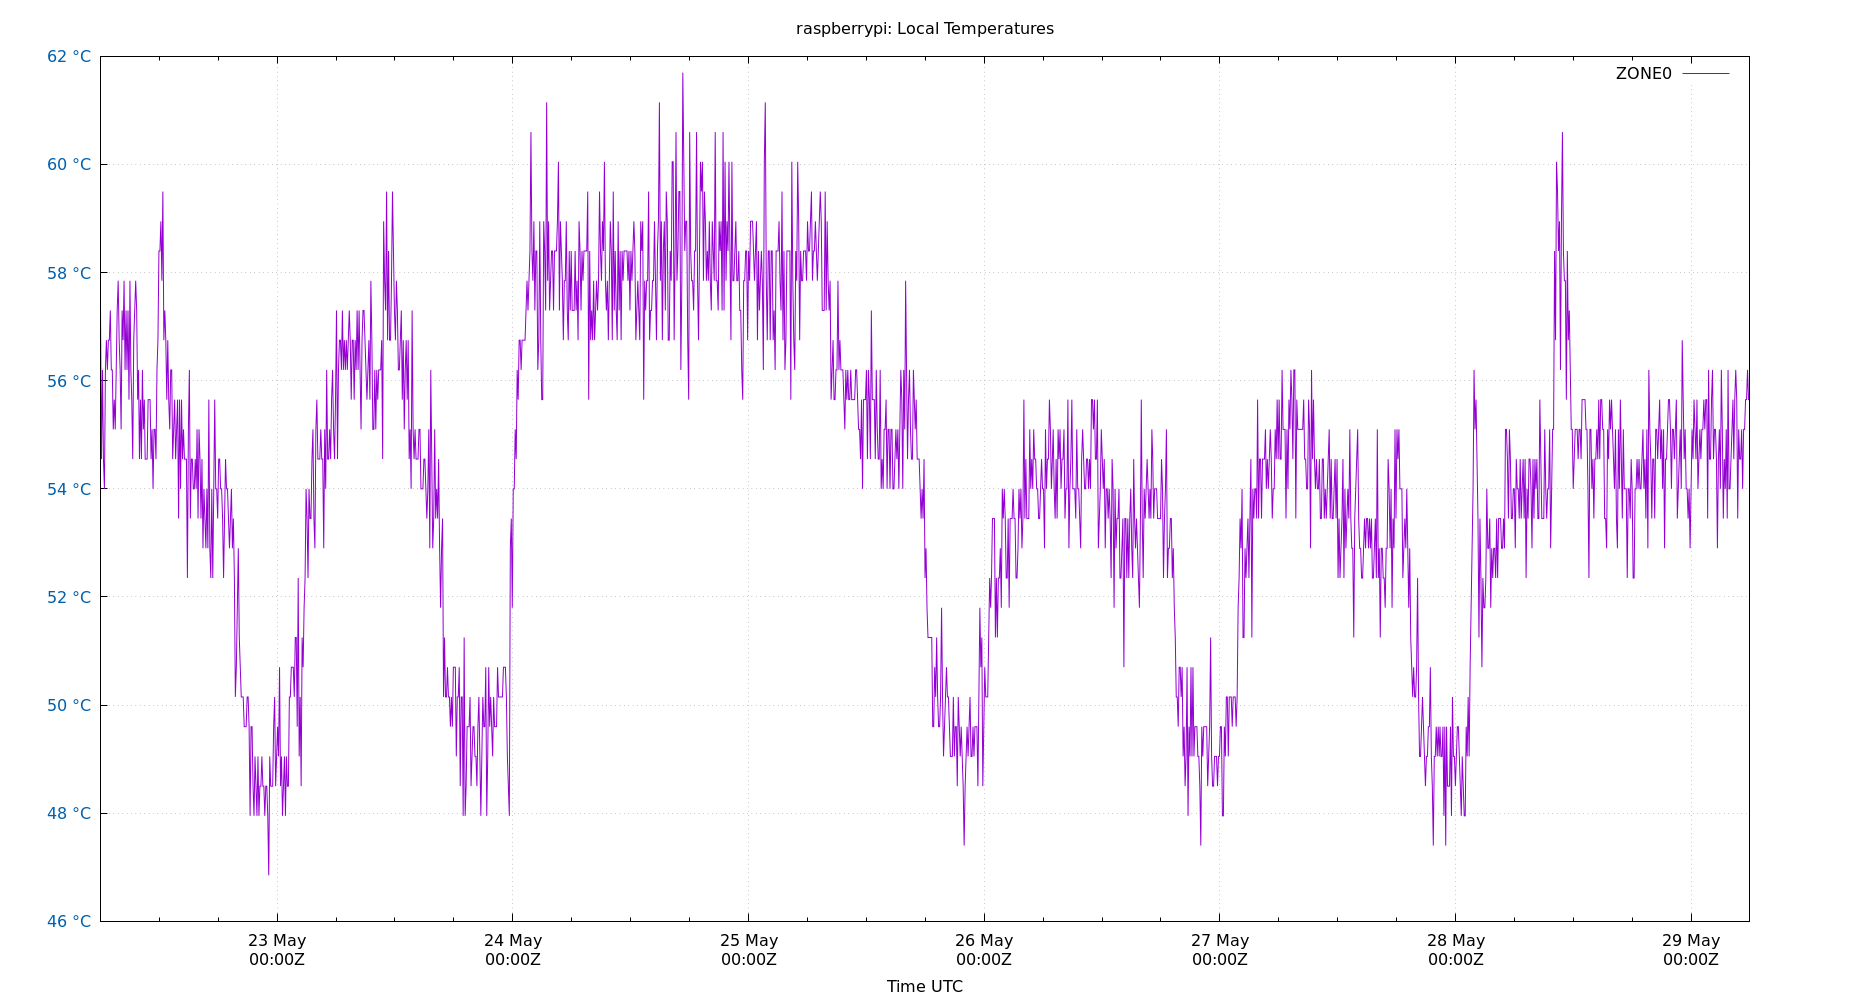 raspberrypi: Local Temperatures
62 °C
ZONE0
60 °C
58 °C
56 °C
54 °C
52 °C
50 °C
48 °C
46 °C
23 May 24 May 25 May 26 May 27 May 28 May 29 May
00:00Z 00:00Z 00:00Z 00:00Z 00:00Z 00:00Z 00:00Z
Time UTC